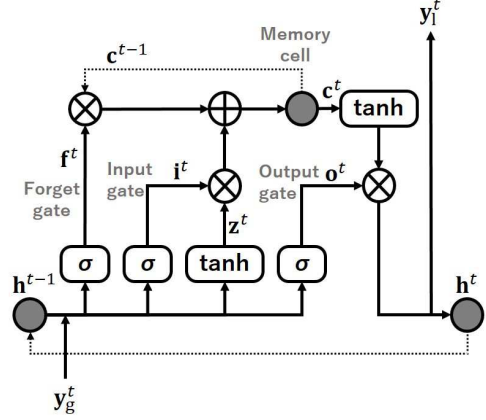 y_l^t
Memory
cell
c^{t-1}
c^t
tanh
f^t
Input
gate
i^t
Output
gate
o^t
Forget
gate
z^t
σ
σ
tanh
σ
h^{t-1}
h^t
y_g^t